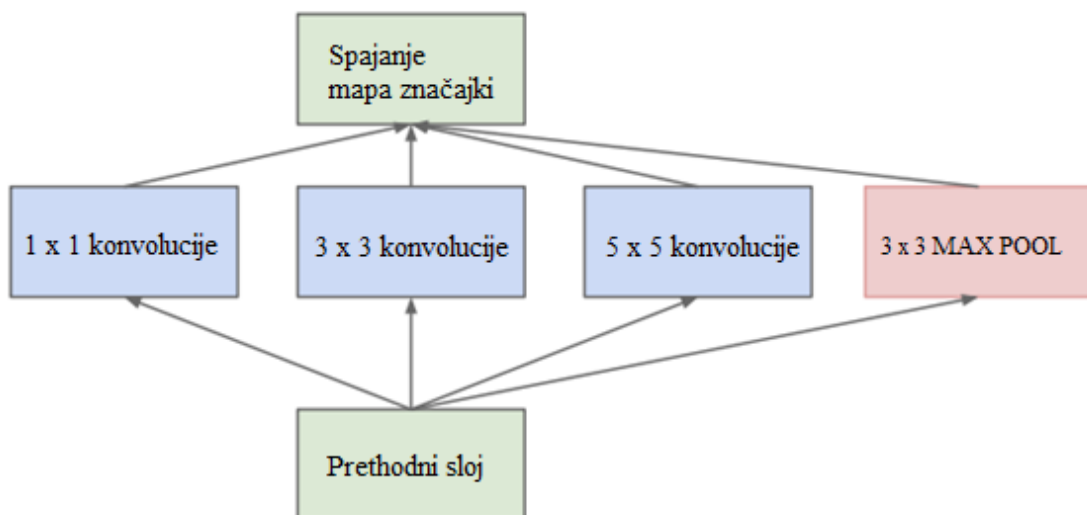 Spajanje
mapa značajki
1 x 1 konvolucije
3 x 3 konvolucije
5 x 5 konvolucije
3 x 3 MAX POOL
Prethodni sloj